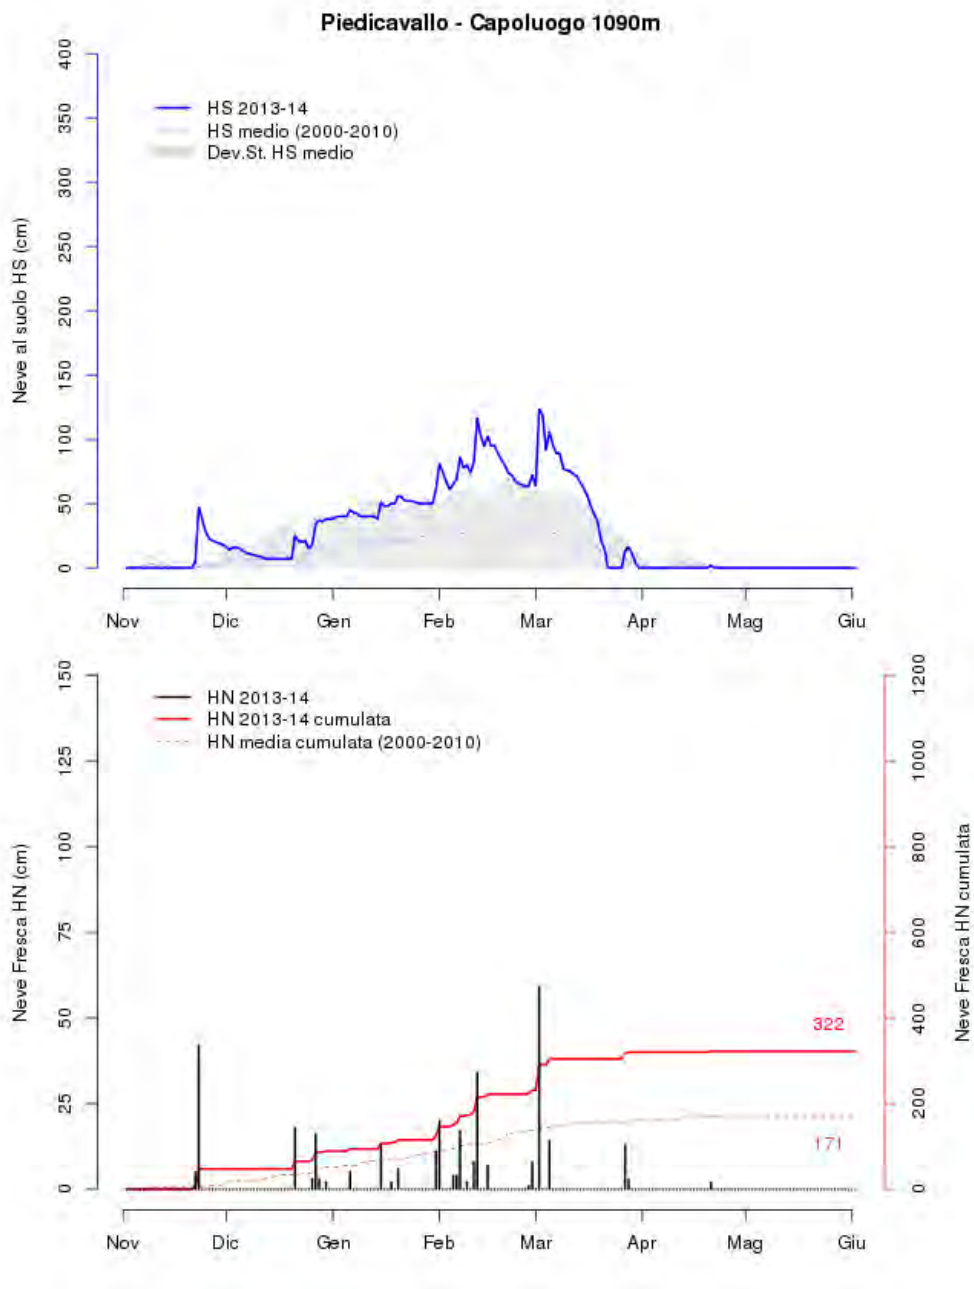 Piedicavallo - Capoluogo 1090m
400
350
300
250
200
150
100
50
0
Neve al suolo HS (cm)
HS 2013-14
HS medio (2000-2010)
Dev.St. HS medio
Nov Dic Gen Feb Mar Apr Mag Giu
150
125
100
75
50
25
0
Neve Fresca HN (cm)
HN 2013-14
HN 2013-14 cumulata
HN media cumulata (2000-2010)
322
171
1200
1000
800
600
400
200
0
Neve Fresca HN cumulata
Nov Dic Gen Feb Mar Apr Mag Giu